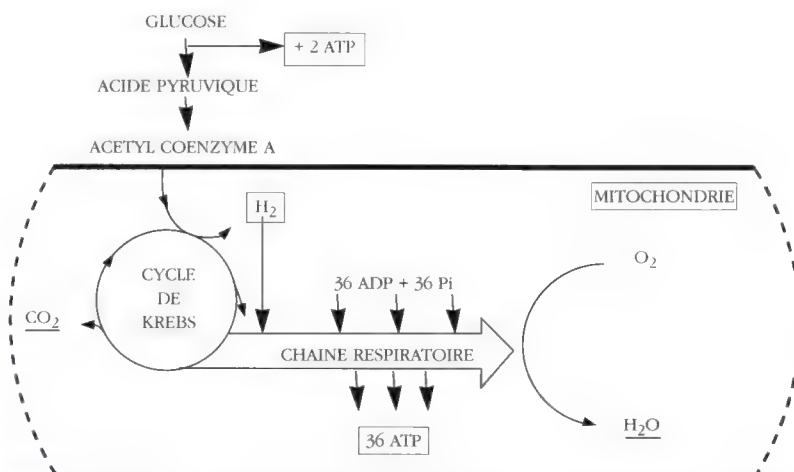 GLUCOSE
+ 2 ATP
ACIDE PYRUVIQUE
ACETYL COENZYME A
MITOCHONDRIE
H₂
CYCLE
DE
KREBS
O₂
36 ADP + 36 Pi
CO₂
CHAINE RESPIRATOIRE
36 ATP
H₂O